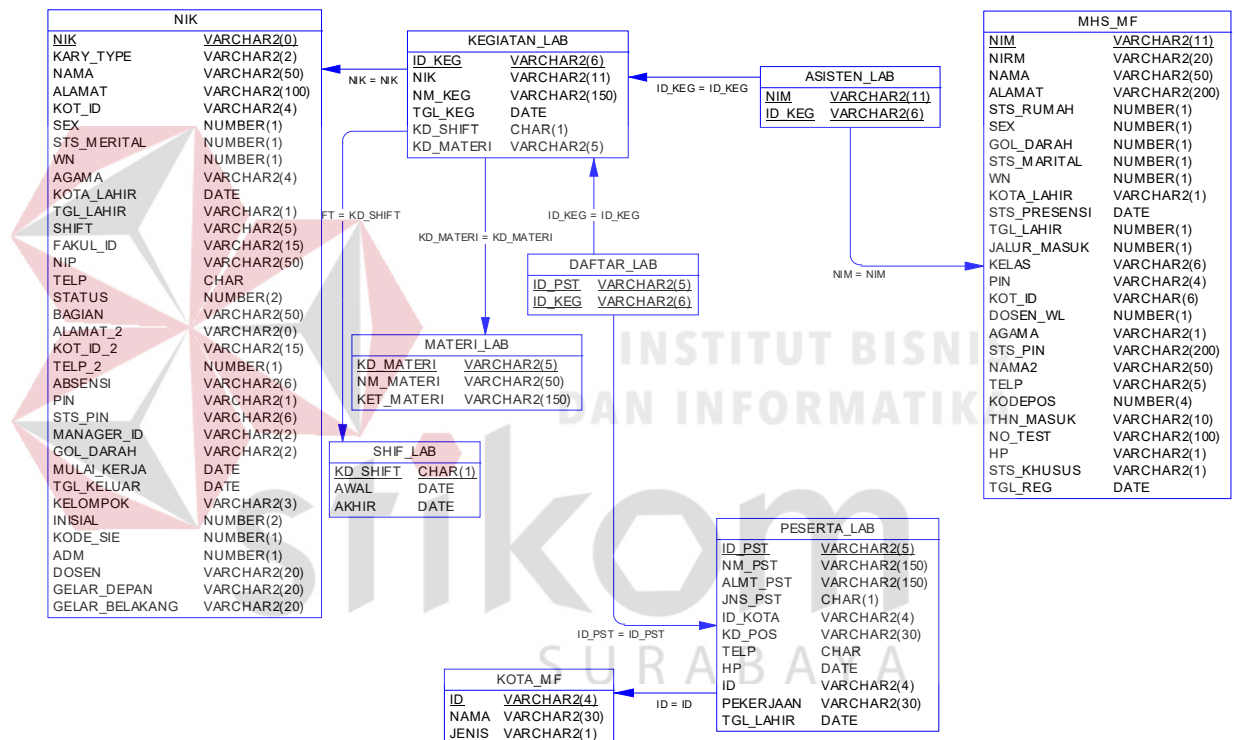 NIK
NIK VARCHAR2(0)
KARY_TYPE VARCHAR2(2)
NAMA VARCHAR2(50)
ALAMAT VARCHAR2(100)
KOT_ID VARCHAR2(4)
SEX NUMBER(1)
STS_MERITAL NUMBER(1)
WN NUMBER(1)
AGAMA VARCHAR2(4)
KOTA_LAHIR DATE
TGL_LAHIR VARCHAR2(1)
SHIFT VARCHAR2(5)
FAKUL_ID VARCHAR2(15)
NIP VARCHAR2(50)
TELP CHAR
STATUS NUMBER(2)
BAGIAN VARCHAR2(50)
ALAMAT_2 VARCHAR2(0)
KOT_ID_2 VARCHAR2(15)
TELP_2 NUMBER(1)
ABSENSI VARCHAR2(6)
PIN VARCHAR2(1)
STS_PIN VARCHAR2(6)
MANAGER_ID VARCHAR2(2)
GOL_DARAH VARCHAR2(2)
MULAI_KERJA DATE
TGL_KELUAR DATE
KELOMPOK VARCHAR2(3)
INISIAL NUMBER(2)
KODE_SIE NUMBER(1)
ADM NUMBER(1)
DOSEN VARCHAR2(20)
GELAR_DEPAN VARCHAR2(20)
GELAR_BELAKANG VARCHAR2(20)
NIK = NIK
KEGIATAN_LAB
ID_KEG VARCHAR2(6)
NIK VARCHAR2(11)
NM_KEG VARCHAR2(150)
TGL_KEG DATE
KD_SHIFT CHAR(1)
KD_MATERI VARCHAR2(5)
ID_KEG = ID_KEG
ASISTEN_LAB
NIM VARCHAR2(11)
ID_KEG VARCHAR2(6)
MHS_MF
NIM VARCHAR2(11)
NIRM VARCHAR2(20)
NAMA VARCHAR2(50)
ALAMAT VARCHAR2(200)
STS_RUMAH NUMBER(1)
SEX NUMBER(1)
GOL_DARAH NUMBER(1)
STS_MARITAL NUMBER(1)
WN NUMBER(1)
KOTA_LAHIR VARCHAR2(1)
STS_PRESENSI DATE
TGL_LAHIR NUMBER(1)
JALUR_MASUK NUMBER(1)
KELAS VARCHAR2(6)
PIN VARCHAR2(4)
KOT_ID VARCHAR(6)
DOSEN_WL NUMBER(1)
AGAMA VARCHAR2(1)
STS_PIN VARCHAR2(200)
NAMA2 VARCHAR2(50)
TELP VARCHAR2(5)
KODEPOS NUMBER(4)
THN_MASUK VARCHAR2(10)
NO_TEST VARCHAR2(100)
HP VARCHAR2(1)
STS_KHUSUS VARCHAR2(1)
TGL_REG DATE
FT = KD_SHIFT
KD_MATERI = KD_MATERI
ID_KEG = ID_KEG
NIM = NIM
DAFTAR_LAB
ID_PST VARCHAR2(5)
ID_KEG VARCHAR2(6)
MATERI_LAB
KD_MATERI VARCHAR2(5)
NM_MATERI VARCHAR2(50)
KET_MATERI VARCHAR2(150)
INSTITUT BISNIS
DAN INFORMATIKA
SHIF_LAB
KD_SHIFT CHAR(1)
AWAL DATE
AKHIR DATE
stikom
SURABAYA
ID_PST = ID_PST
PESERTA_LAB
ID_PST VARCHAR2(5)
NM_PST VARCHAR2(150)
ALMT_PST VARCHAR2(150)
JNS_PST CHAR(1)
ID_KOTA VARCHAR2(4)
KD_POS VARCHAR2(30)
TELP CHAR
HP DATE
ID VARCHAR2(4)
PEKERJAAN VARCHAR2(30)
TGL_LAHIR DATE
ID = ID
KOTA_MF
ID VARCHAR2(4)
NAMA VARCHAR2(30)
JENIS VARCHAR2(1)